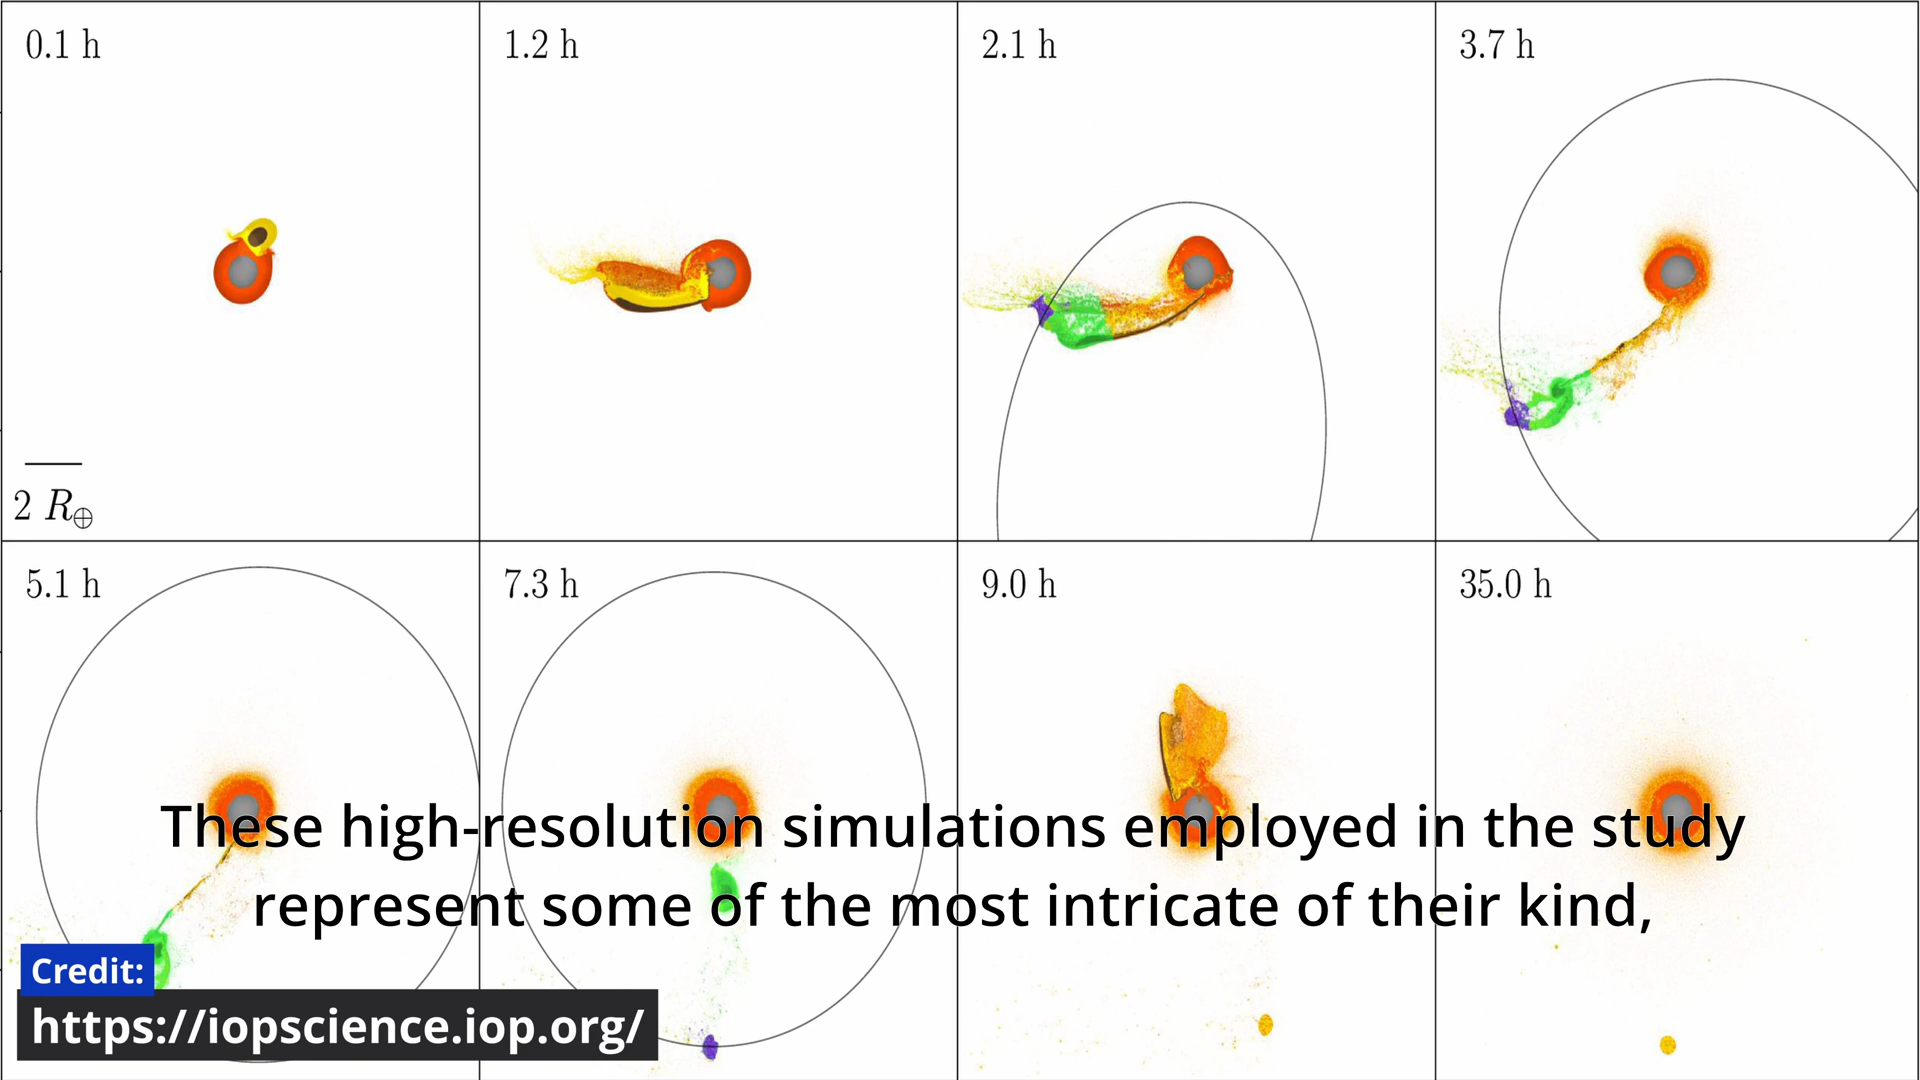 0.1 h
1.2 h
2.1 h
3.7 h
2 R⊕
5.1 h
7.3 h
9.0 h
35.0 h
These high-resolution simulations employed in the study
represent some of the most intricate of their kind,
Credit:
https://iopscience.iop.org/